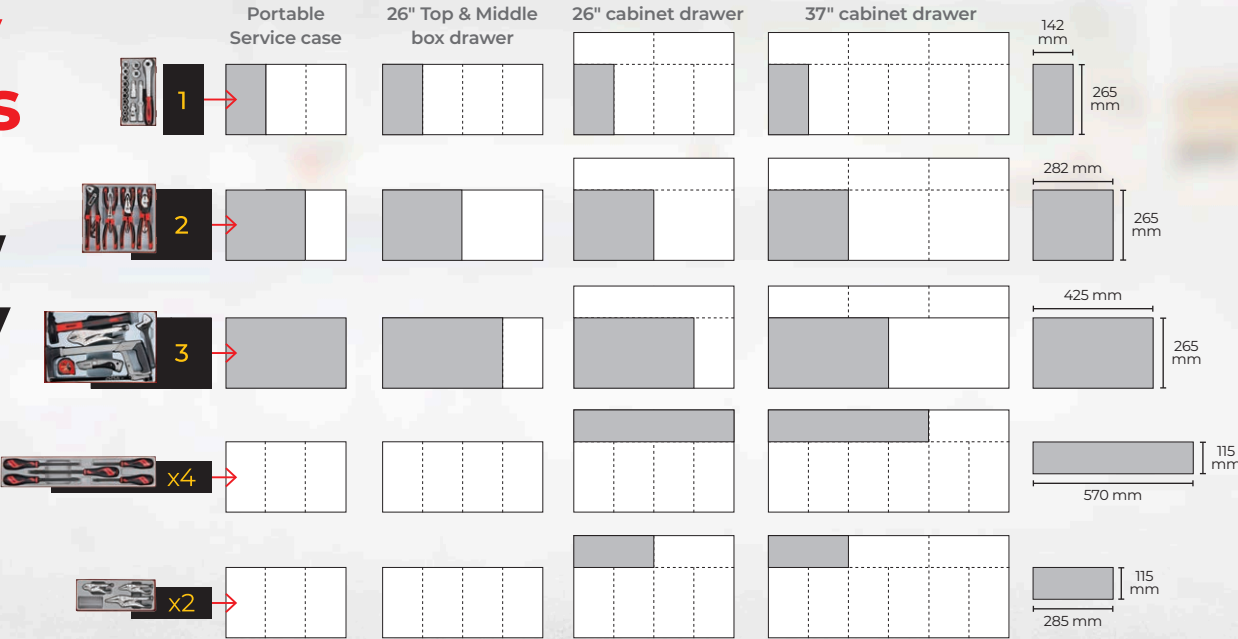 Portable
Service case
26" Top & Middle
box drawer
26" cabinet drawer
37" cabinet drawer
142
mm
s
1
265
mm
282 mm
2
265
mm
y
425 mm
3
265
mm
x4
115
mm
570 mm
x2
115
mm
285 mm